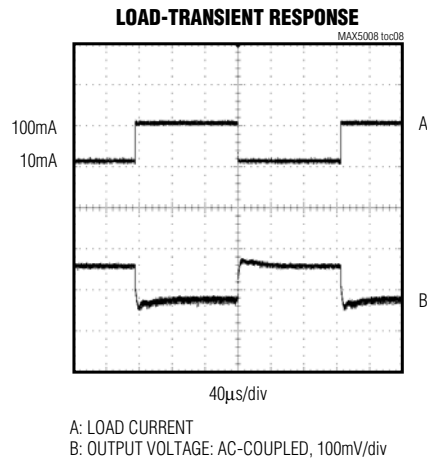 LOAD-TRANSIENT RESPONSE
MAX5008 toc08
100mA
A
10mA
B
40µs/div
A: LOAD CURRENT
B: OUTPUT VOLTAGE: AC-COUPLED, 100mV/div